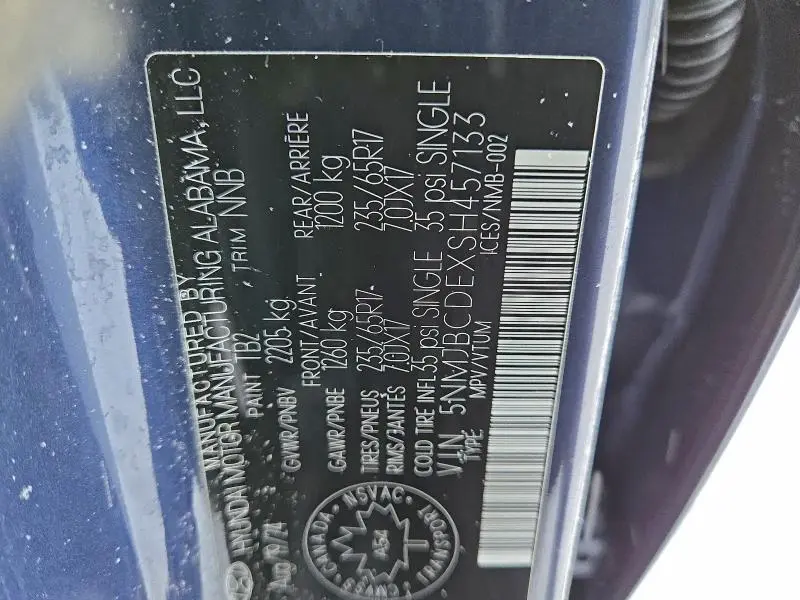 MANUFACTURED BY
HYUNDAI MOTOR MANUFACTURING ALABAMA, LLC
PAINT TB2 TRIM NNB
GVWR/PNBV 2205 kg
FRONT/AVANT REAR/ARRIÈRE
GAWR/PNBE 1260 kg 1200 kg
TIRES/PNEUS 235/65R17 235/65R17
RIMS/JANTES 7.0JX17 7.0JX17
COLD TIRE INFL. 35 psi SINGLE 35 psi SINGLE
VIN 5NMJBCDEXSH457133
TYPE MPV/VTUM ICES/NMB-002
CANADA NSVAC
A54
CMVSS TRANSPORT